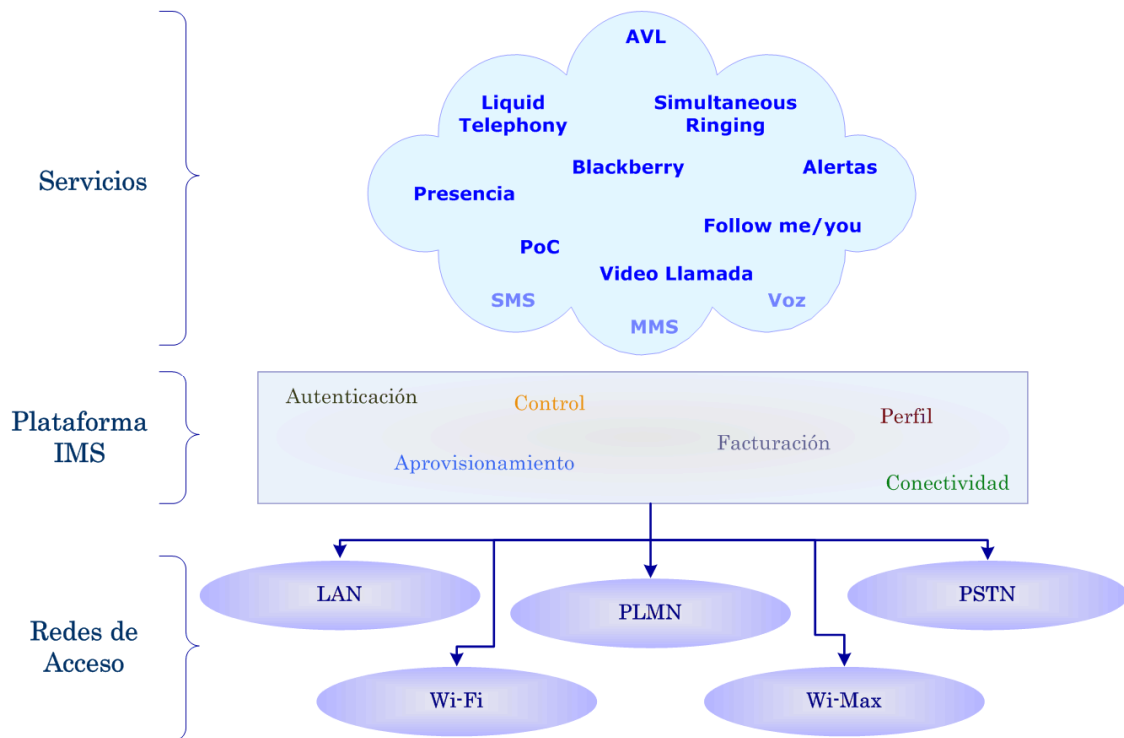 AVL
Liquid
Telephony
Simultaneous
Ringing
Servicios
Blackberry
Alertas
Presencia
Follow me/you
PoC
Video Llamada
SMS
Voz
MMS
Plataforma
IMS
Autenticación
Control
Perfil
Facturación
Aprovisionamiento
Conectividad
Redes de
Acceso
LAN
PLMN
PSTN
Wi-Fi
Wi-Max